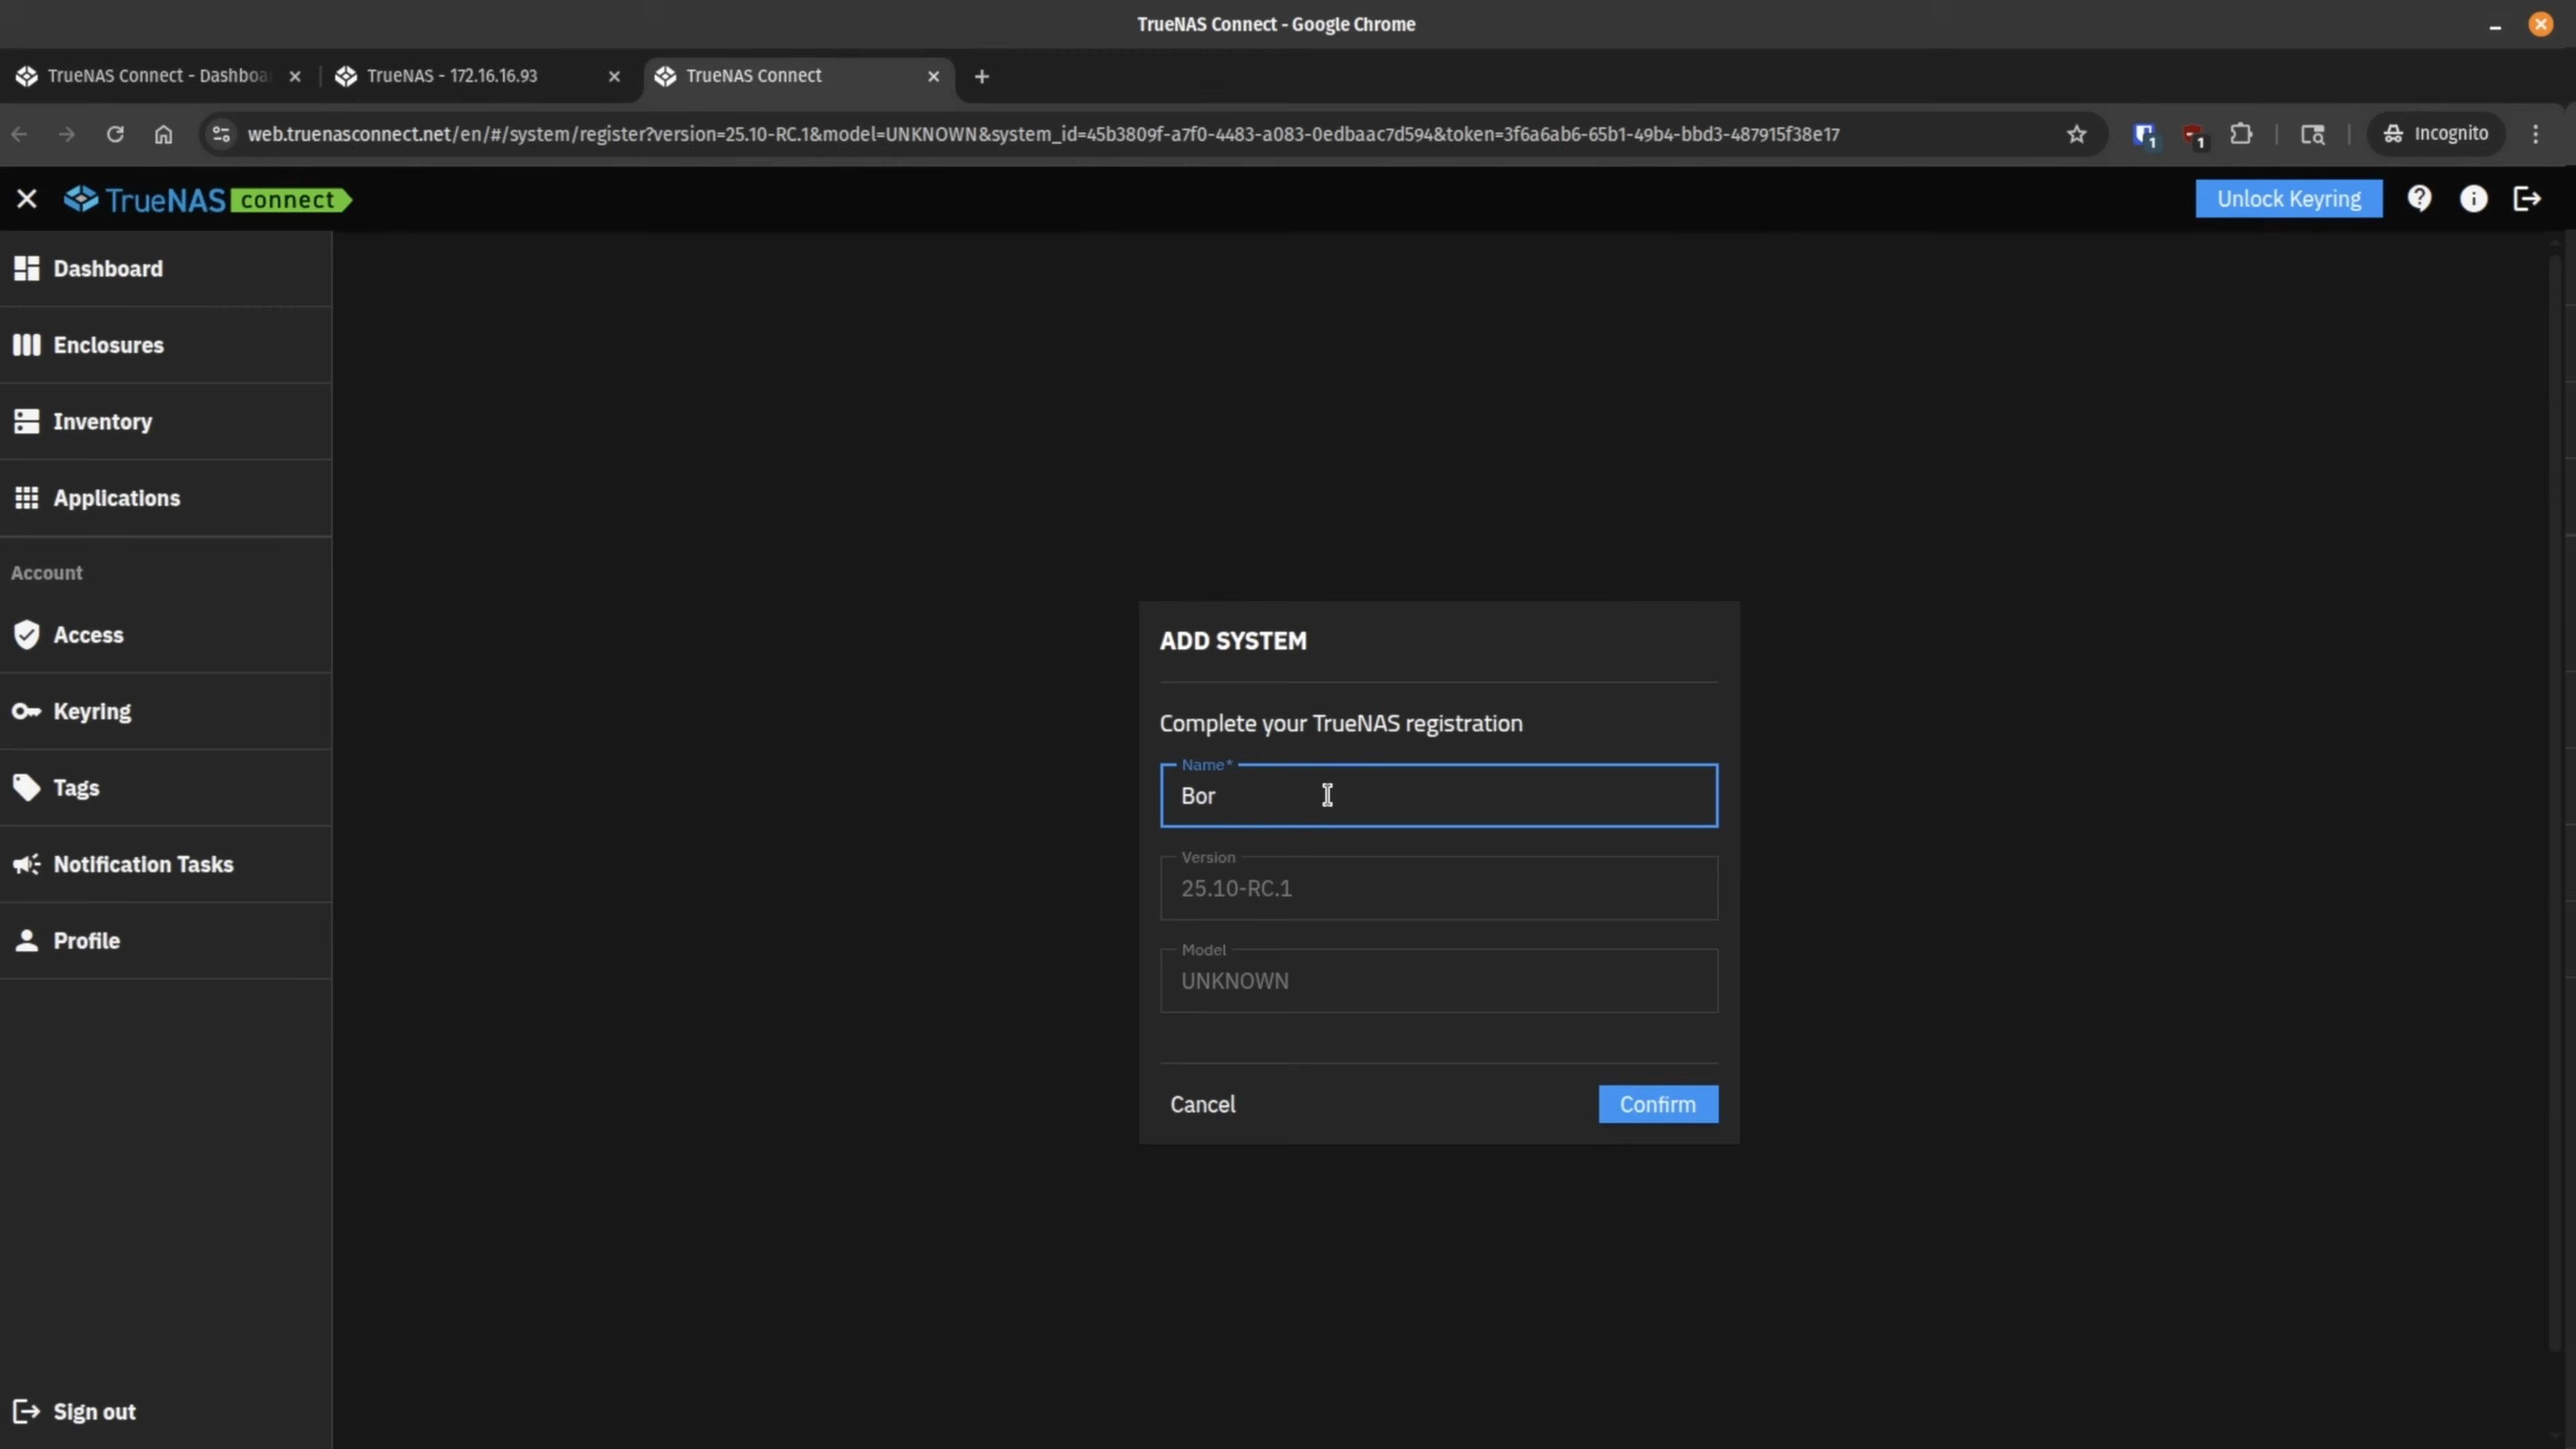 TrueNAS Connect - Google Chrome
TrueNAS Connect - Dashboa
TrueNAS - 172.16.16.93
TrueNAS Connect
web.truenasconnect.net/en/#/system/register?version=25.10-RC.1&model=UNKNOWN&system_id=45b3809f-a7f0-4483-a083-0edbaac7d594&token=3f6a6ab6-65b1-49b4-bbd3-487915f38e17
1
1
Incognito
TrueNAS connect
Unlock Keyring
Dashboard
Enclosures
Inventory
Applications
Account
Access
Keyring
Tags
Notification Tasks
Profile
Sign out
ADD SYSTEM
Complete your TrueNAS registration
Name*
Bor
Version
25.10-RC.1
Model
UNKNOWN
Cancel
Confirm